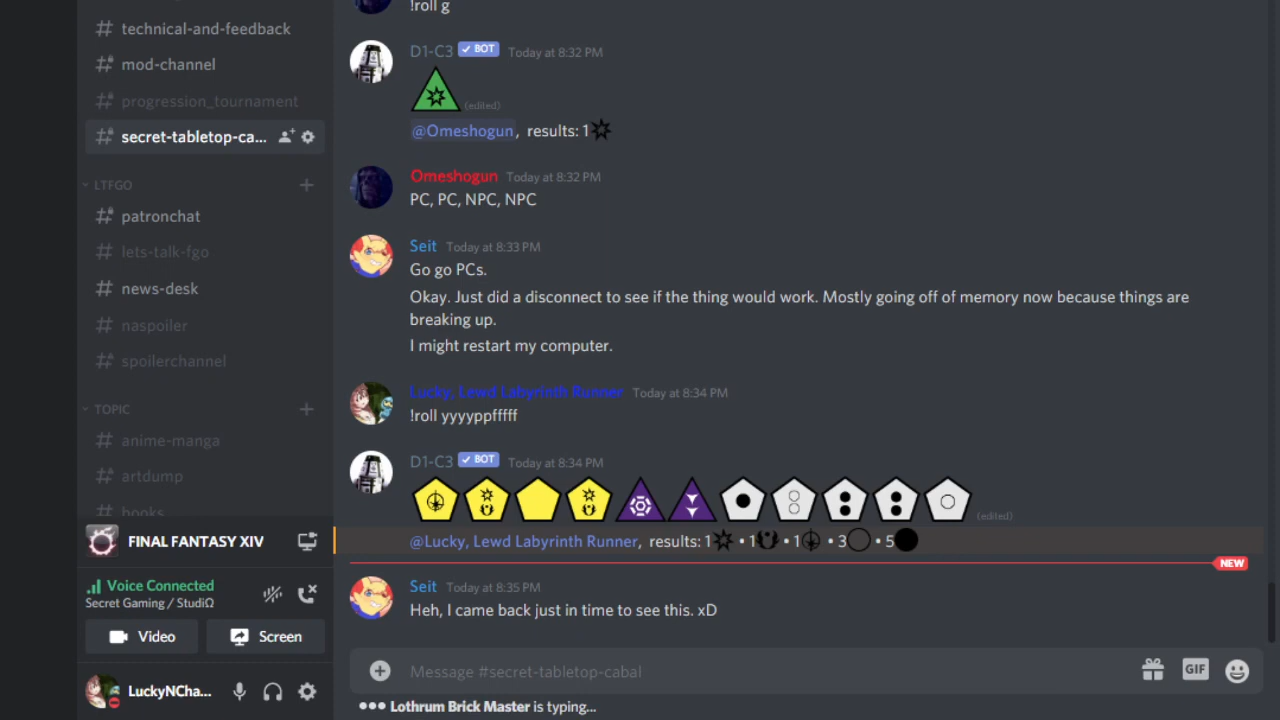 technical-and-feedback
mod-channel
progression_tournament
secret-tabletop-ca...
LTFGO
patronchat
lets-talk-fgo
news-desk
naspoiler
spoilerchannel
TOPIC
anime-manga
artdump
books
FINAL FANTASY XIV
Voice Connected
Secret Gaming / StudiΩ
Video
Screen
LuckyNCha...
!roll g
D1-C3 ✓ BOT Today at 8:32 PM
(edited)
@Omeshogun, results: 1
Omeshogun Today at 8:32 PM
PC, PC, NPC, NPC
Seit Today at 8:33 PM
Go go PCs.
Okay. Just did a disconnect to see if the thing would work. Mostly going off of memory now because things are
breaking up.
I might restart my computer.
Lucky, Lewd Labyrinth Runner Today at 8:34 PM
!roll yyyyppfffff
D1-C3 ✓ BOT Today at 8:34 PM
(edited)
@Lucky, Lewd Labyrinth Runner, results: 1 • 1 • 1 • 3 • 5
NEW
Seit Today at 8:35 PM
Heh, I came back just in time to see this. xD
Message #secret-tabletop-cabal
GIF
Lothrum Brick Master is typing...